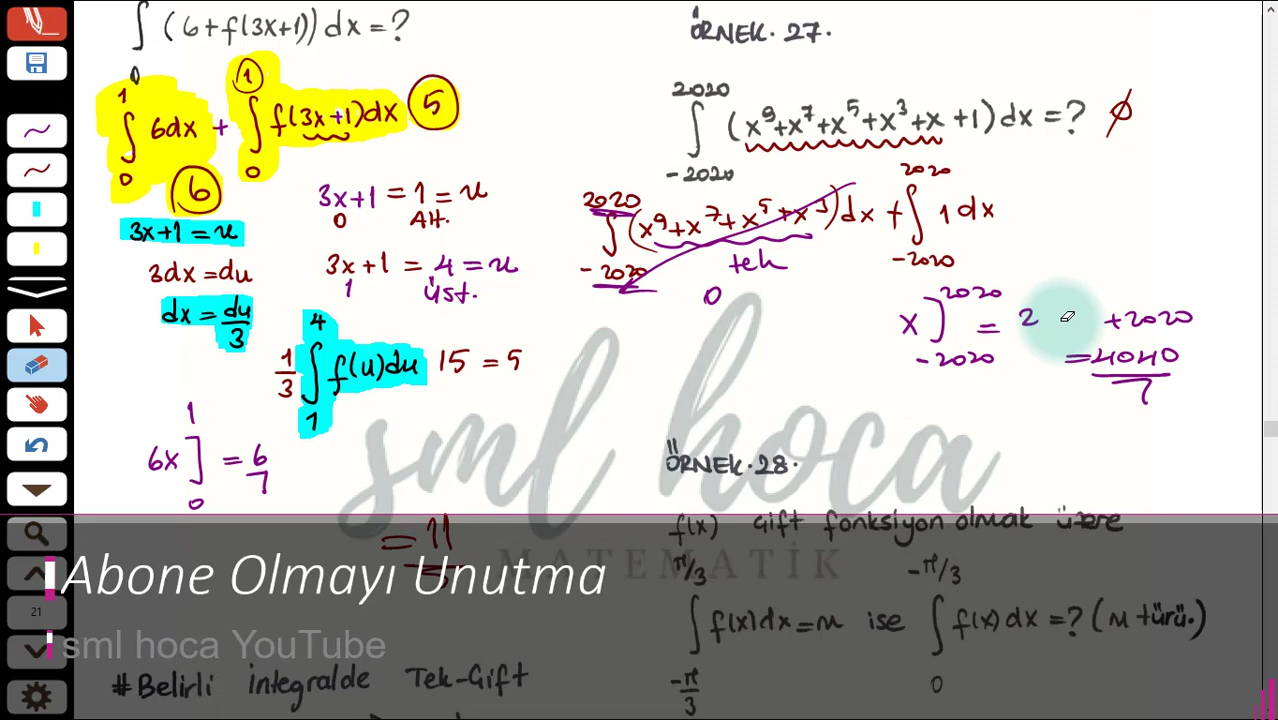 ∫ (6+f(3x+1)) dx = ?
0
1
∫ 6dx + ∫ f(3x+1)dx 5
0
1
0
6
3x+1 = u
3dx = du
dx = du/3
3x+1 = 1 = u
0 Alt.
3x+1 = 4 = u
1 üst.
4
1/3 ∫ f(u)du 15 = 5
1
1
6x ] = 6
0
= 11
#Belirli integralde Tek-Çift
ÖRNEK. 27.
2020
∫ (x⁹+x⁷+x⁵+x³+x+1)dx = ? ϕ
-2020
2020 2020
∫ (x⁹+x⁷+x⁵+x³)dx + ∫ 1dx
-2020 -2020
tek
0
2020
x ] = 2 +2020
-2020 = 4040
ÖRNEK. 28.
f(x) Çift fonksiyon olmak üzere
π/3 -π/3
∫ f(x)dx = m ise ∫ f(x)dx = ? (m türü.)
-π/3 0
sml hoca
MATEMATİK
Abone Olmayı Unutma
sml hoca YouTube
21